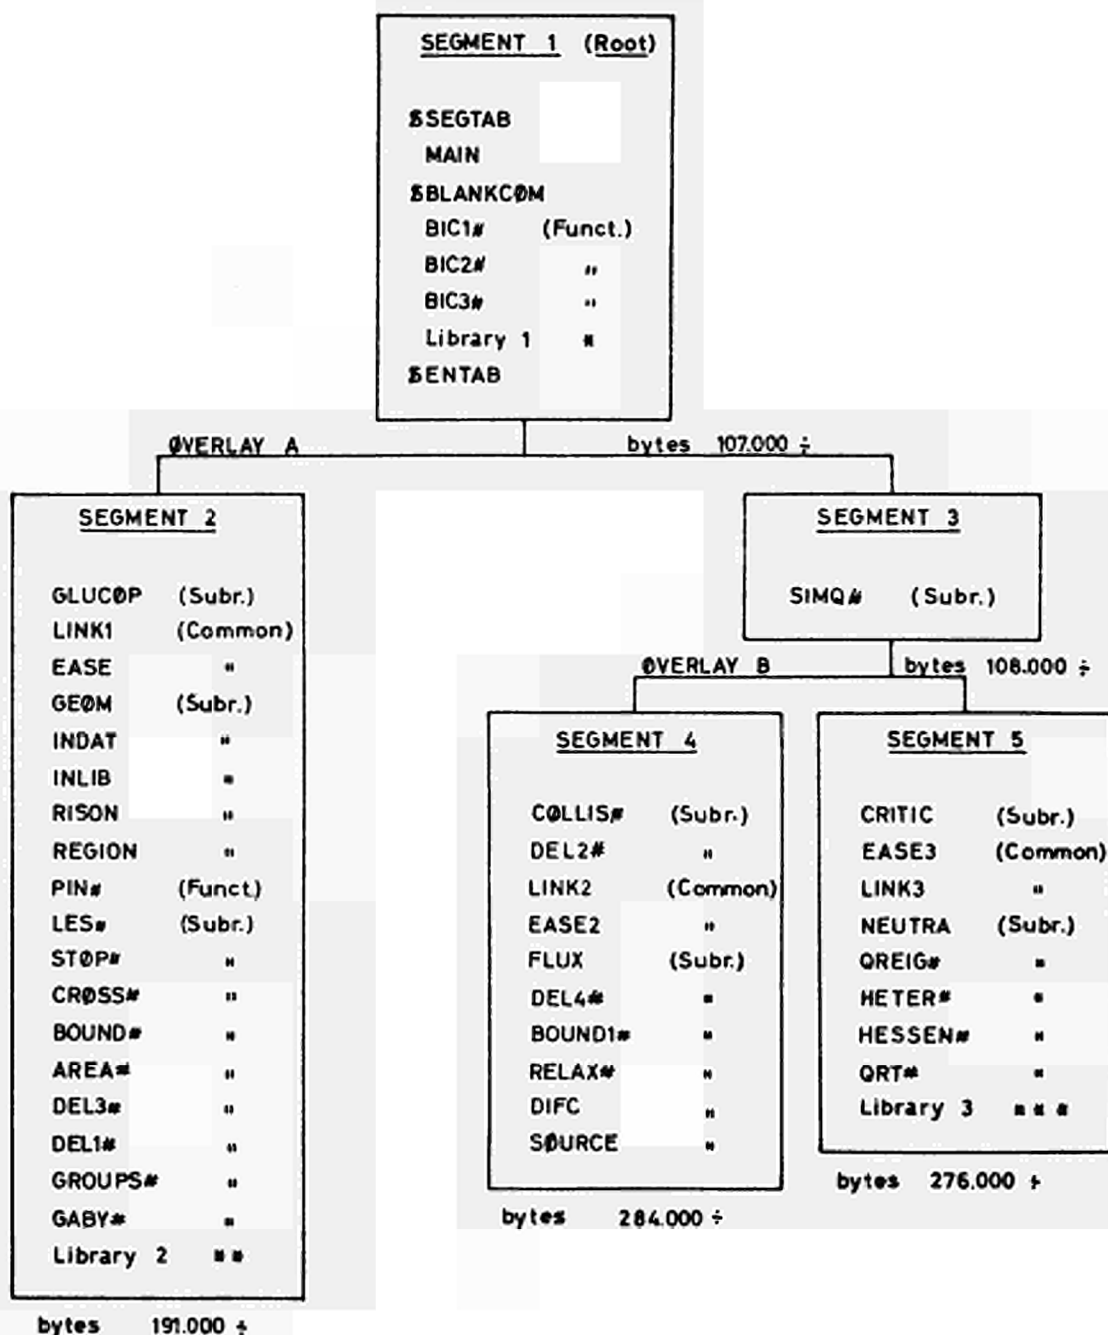 SEGMENT 1 (Root)
$SEGTAB
MAIN
$BLANKCØM
BIC1# (Funct.)
BIC2# "
BIC3# "
Library 1 *
$ENTAB
ØVERLAY A
bytes 107.000 ÷
SEGMENT 2
GLUCØP (Subr.)
LINK1 (Common)
EASE "
GEØM (Subr.)
INDAT "
INLIB "
RISON "
REGION "
PIN# (Funct.)
LES# (Subr.)
STØP# "
CRØSS# "
BOUND# "
AREA# "
DEL3# "
DEL1# "
GROUPS# "
GABY# "
Library 2 **
bytes 191.000 ÷
SEGMENT 3
SIMQ# (Subr.)
ØVERLAY B
bytes 108.000 ÷
SEGMENT 4
CØLLIS# (Subr.)
DEL2# "
LINK2 (Common)
EASE2 "
FLUX (Subr.)
DEL4# "
BOUND1# "
RELAX# "
DIFC "
SØURCE "
bytes 284.000 ÷
SEGMENT 5
CRITIC (Subr.)
EASE3 (Common)
LINK3 "
NEUTRA (Subr.)
QREIG# "
HETER# "
HESSEN# "
QRT# "
Library 3 ***
bytes 276.000 ÷